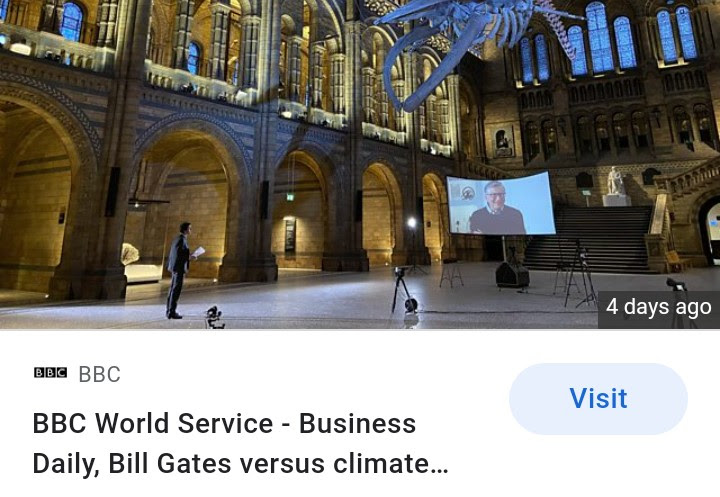 4 days ago
BBC BBC
Visit
BBC World Service - Business
Daily, Bill Gates versus climate...